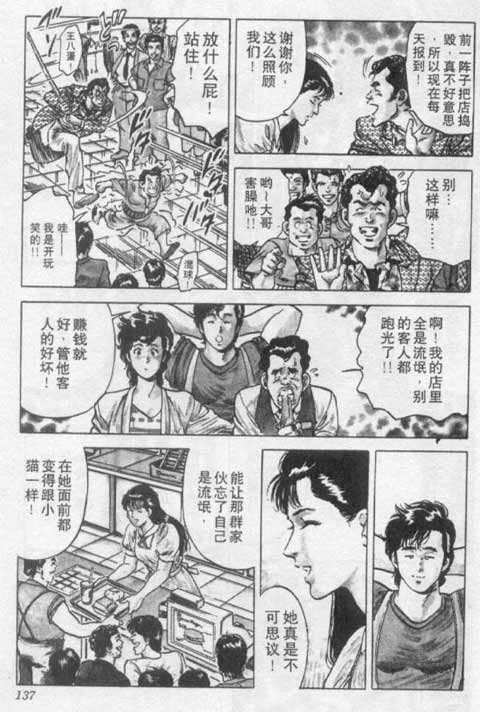 前一阵子把店捣
毁，真不好意思
，所以现在每
天报到！
谢谢你，
这么照顾
我们！
放什么屁！
站住！
王八蛋！
哇——
我是开玩
笑的！！
混球！
别…
这样嘛……
哟～大哥
害臊吔！！
啊！我的店里
全是流氓，别
的客人都
跑光了！！
赚钱就
好，管他客
人的好坏！
她真是不
可思议！
能让那群家
伙忘了自己
是流氓，
在她面前都
变得跟小
猫一样！
137